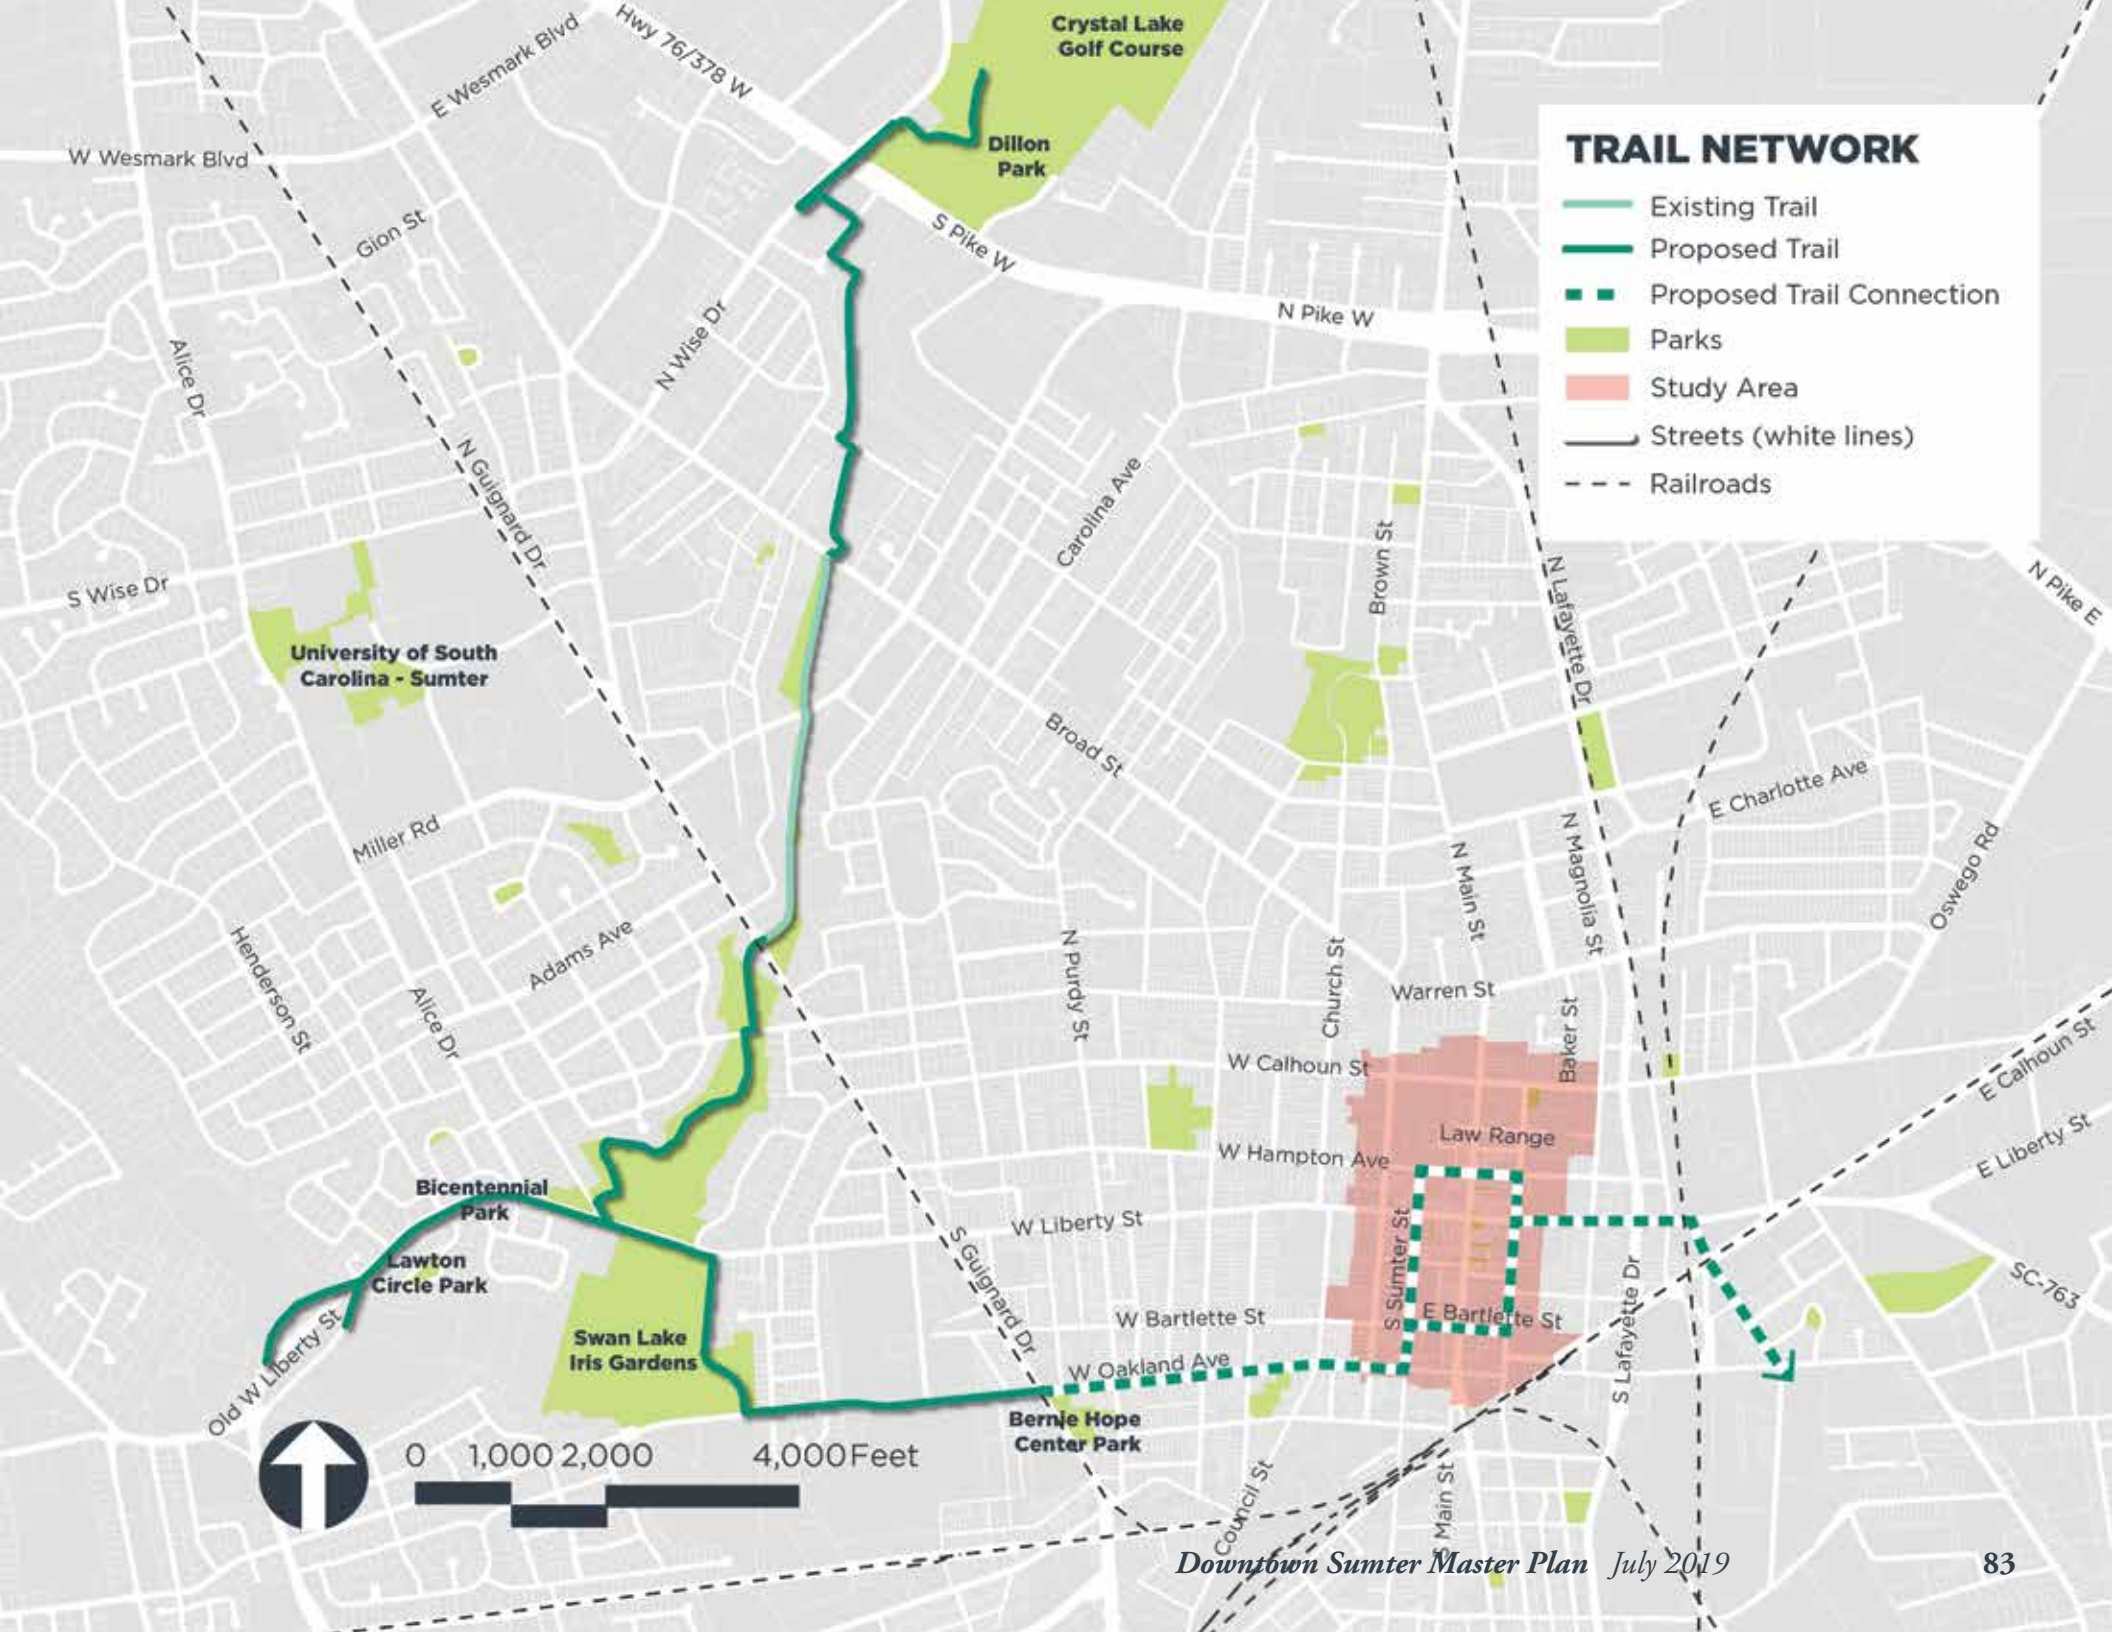 Crystal Lake
Golf Course
Hwy 76/378 W
E Wesmark Blvd
W Wesmark Blvd
Dillon
Park
TRAIL NETWORK
Existing Trail
Proposed Trail
Proposed Trail Connection
Parks
Study Area
Streets (white lines)
Railroads
Gion St
S Pike W
N Pike W
N Wise Dr
Alice Dr
N Guignard Dr
Carolina Ave
Brown St
N Lafayette Dr
N Pike E
S Wise Dr
University of South
Carolina - Sumter
Broad St
E Charlotte Ave
Miller Rd
N Main St
N Magnolia St
Oswego Rd
Henderson St
Adams Ave
Alice Dr
N Purdy St
Church St
Warren St
Baker St
W Calhoun St
E Calhoun St
Law Range
W Hampton Ave
E Liberty St
Bicentennial
Park
W Liberty St
S Sumter St
S Guignard Dr
Lawton
Circle Park
S Lafayette Dr
SC-763
W Bartlette St
E Bartlette St
Swan Lake
Iris Gardens
W Oakland Ave
Old W Liberty St
Bernie Hope
Center Park
0 1,000 2,000 4,000 Feet
Council St
S Main St
Downtown Sumter Master Plan July 2019 83